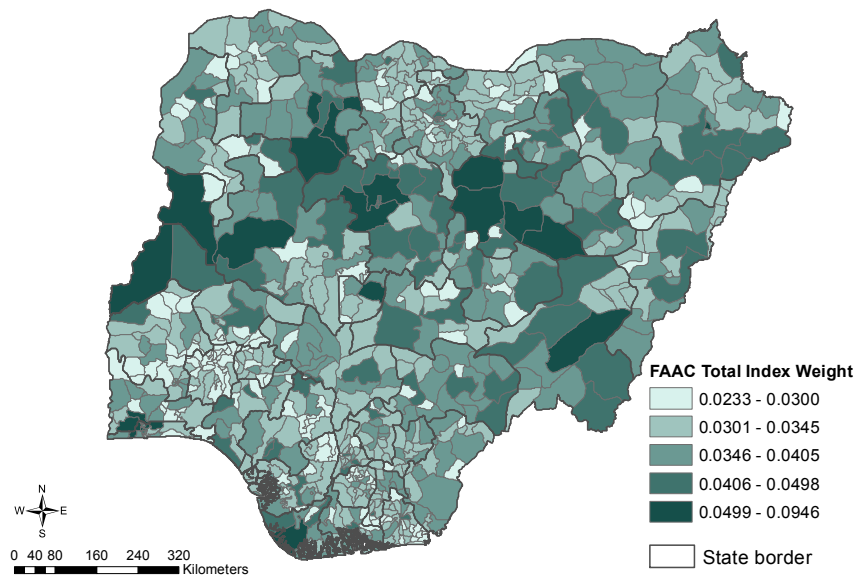 FAAC Total Index Weight
0.0233 - 0.0300
0.0301 - 0.0345
0.0346 - 0.0405
0.0406 - 0.0498
0.0499 - 0.0946
State border
N
W E
S
0 40 80 160 240 320
Kilometers